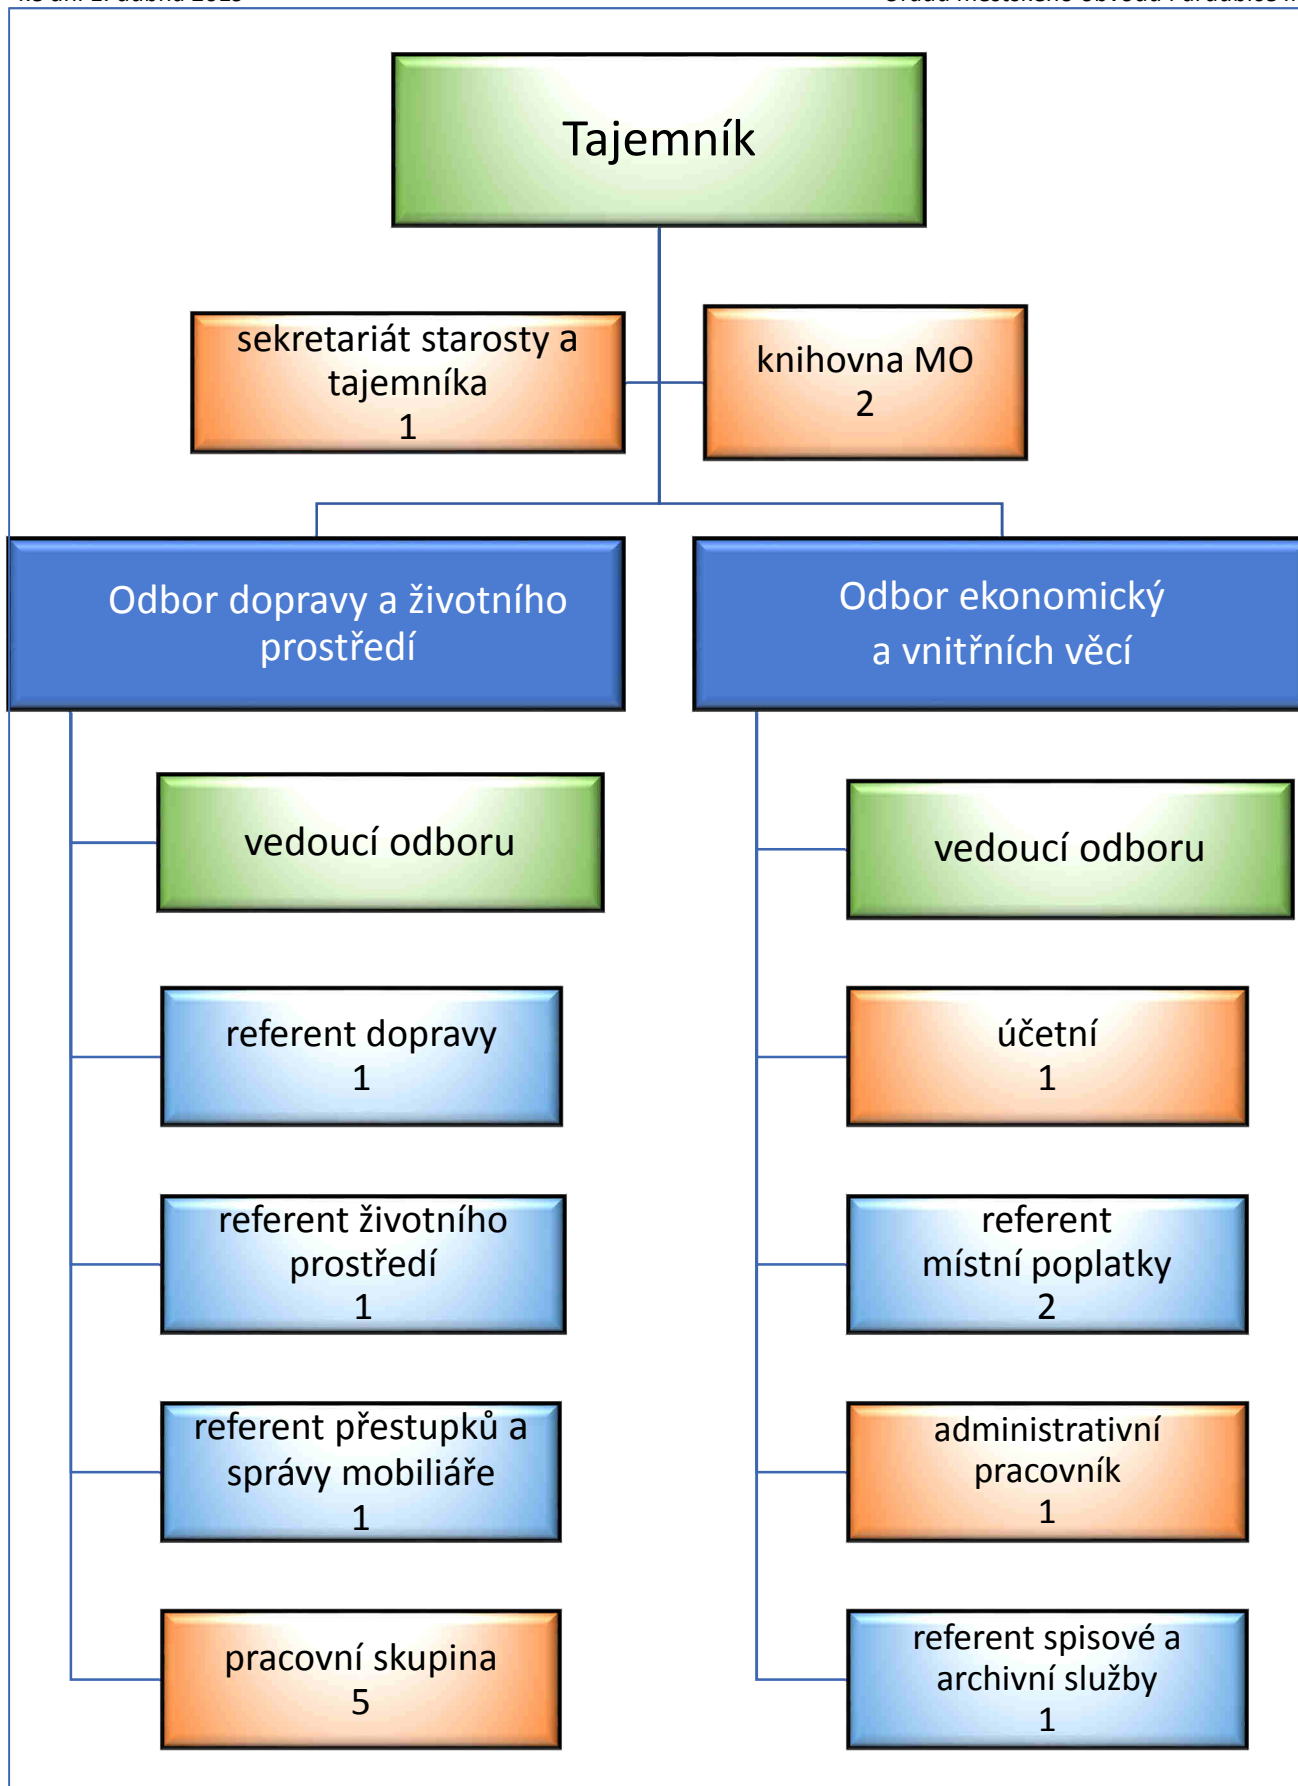 Tajemník
sekretariát starosty a
tajemníka
1
knihovna MO
2
Odbor dopravy a životního
prostředí
Odbor ekonomický
a vnitřních věcí
vedoucí odboru
vedoucí odboru
referent dopravy
1
účetní
1
referent životního
prostředí
1
referent
místní poplatky
2
referent přestupků a
správy mobiliáře
1
administrativní
pracovník
1
pracovní skupina
5
referent spisové a
archivní služby
1